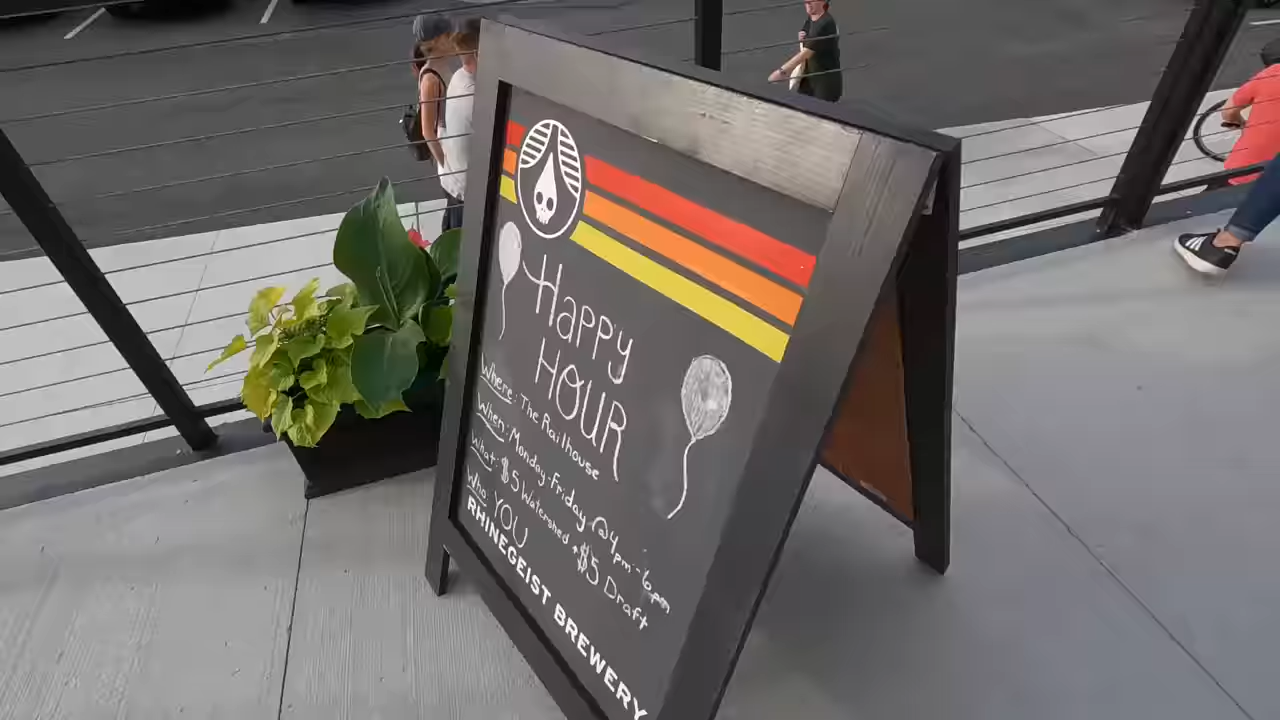 Happy
Hour
Where: The Railhouse
When: Monday-Friday @4pm-6pm
What: $5 Watershed + $5 Draft
Who YOU
RHINEGEIST BREWERY